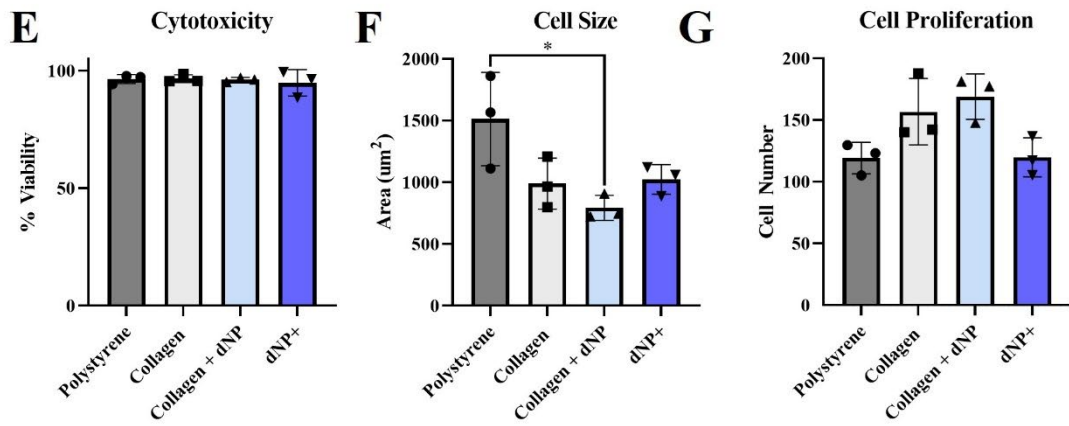 E
Cytotoxicity
100
50
0
% Viability
Polystyrene
Collagen
Collagen + dNP
dNP+
F
Cell Size
*
2000
1500
1000
500
0
Area (um²)
Polystyrene
Collagen
Collagen + dNP
dNP+
G
Cell Proliferation
200
150
100
50
0
Cell Number
Polystyrene
Collagen
Collagen + dNP
dNP+